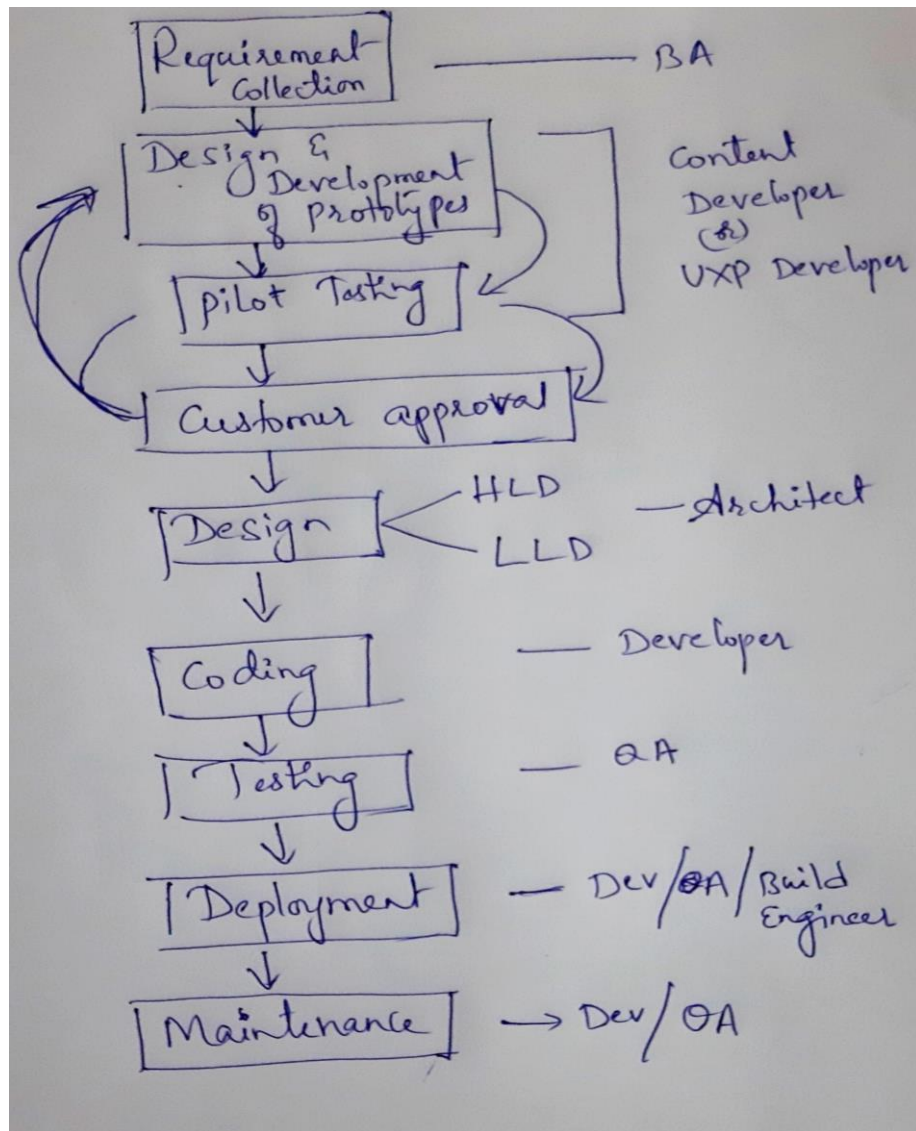 Requirement
Collection
BA
Design &
Development
of Prototypes
Content
Developer
(or)
UXP Developer
Pilot Testing
Customer approval
Design
HLD
LLD
Architect
Coding
Developer
Testing
QA
Deployment
Dev/QA/Build
Engineer
Maintenance
Dev/QA